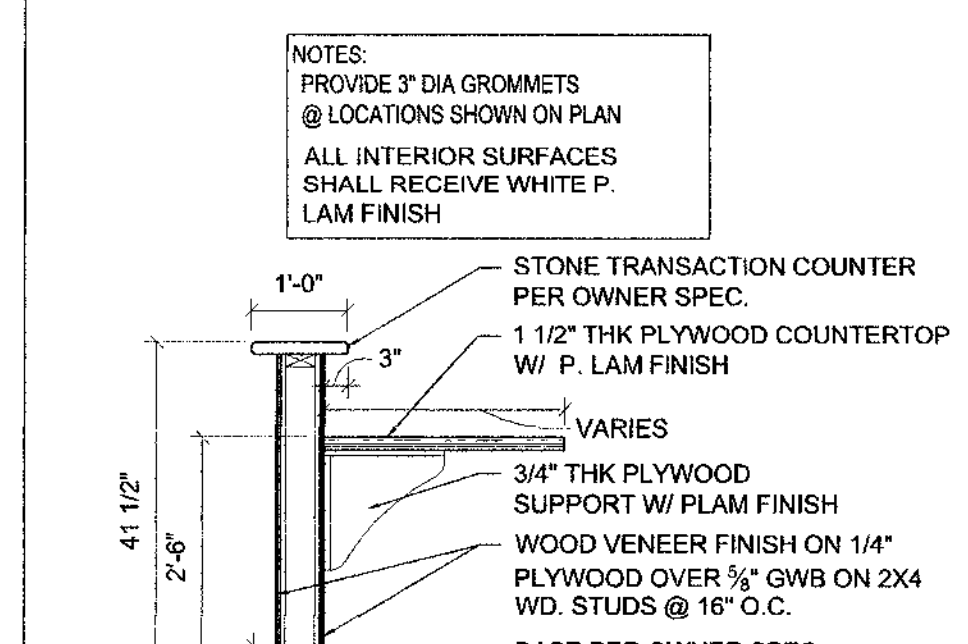 NOTES:
PROVIDE 3" DIA GROMMETS
@ LOCATIONS SHOWN ON PLAN
ALL INTERIOR SURFACES
SHALL RECEIVE WHITE P.
LAM FINISH
STONE TRANSACTION COUNTER
PER OWNER SPEC.
1'-0"
1 1/2" THK PLYWOOD COUNTERTOP
W/ P. LAM FINISH
3"
VARIES
3/4" THK PLYWOOD
SUPPORT W/ PLAM FINISH
41 1/2"
2'-6"
WOOD VENEER FINISH ON 1/4"
PLYWOOD OVER ⅝" GWB ON 2X4
WD. STUDS @ 16" O.C.